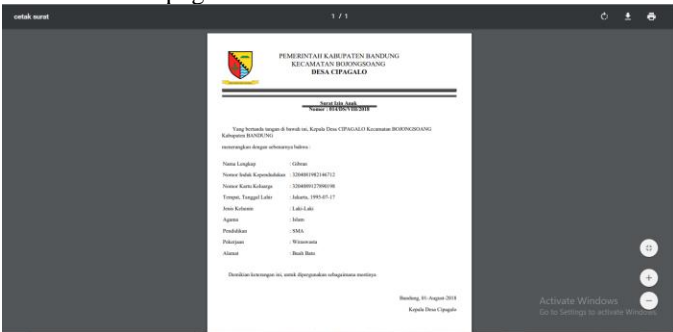 cetak surat
1 / 1
PEMERINTAH KABUPATEN BANDUNG
KECAMATAN BOJONGSOANG
DESA CIPAGALO
Surat Izin Anak
Yang bertanda tangan di bawah ini, Kepala Desa CIPAGALO Kecamatan BOJONGSOANG
Kabupaten BANDUNG
menerangkan dengan sebenarnya bahwa :
Nama Lengkap : Gibran
Nomor Induk Kependudukan :
Nomor Kartu Keluarga :
Tempat, Tanggal Lahir : Jakarta, 1993-07-17
Jenis Kelamin : Laki-Laki
Agama : Islam
Pendidikan : SMA
Pekerjaan : Wiraswasta
Alamat : Buah Batu
Demikian keterangan ini, untuk dipergunakan sebagaimana mestinya.
Bandung, 01-August-2018
Kepala Desa Cipagalo
Activate Windows
Go to Settings to activate Windows